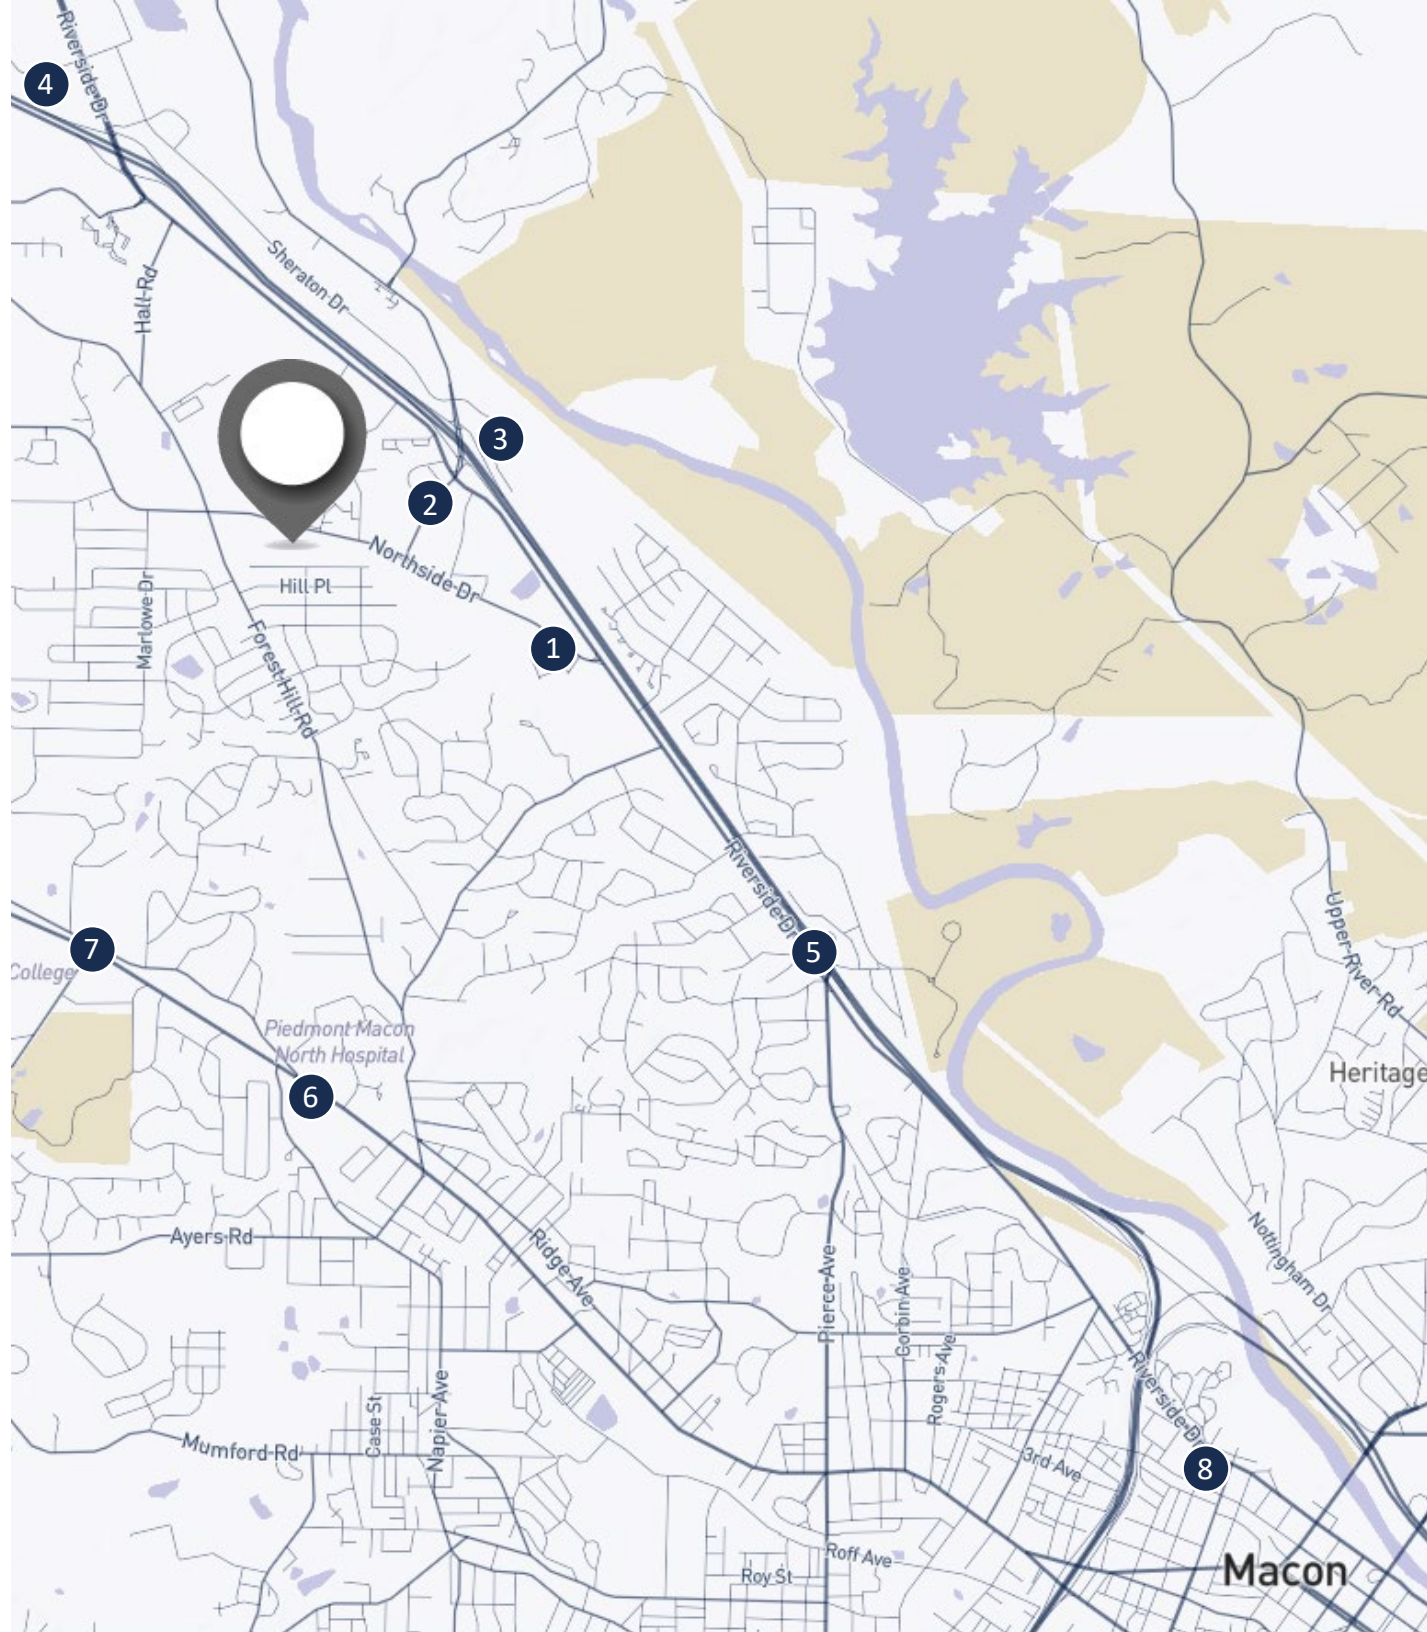 Riverside Dr
4
Sheraton Dr
Hall Rd
3
2
Northside Dr
Hill Pl
Marlowe Dr
1
Forest Hill Rd
Riverside Dr
Upper River Rd
7
5
College
Piedmont Macon
North Hospital
Heritage
6
Ayers Rd
Ridge Ave
Nottingham Dr
Pierce Ave
Corbin Ave
Rogers Ave
Riverside Dr
Case St
Napier Ave
Mumford Rd
3rd Ave
8
Roff Ave
Roy St
Macon